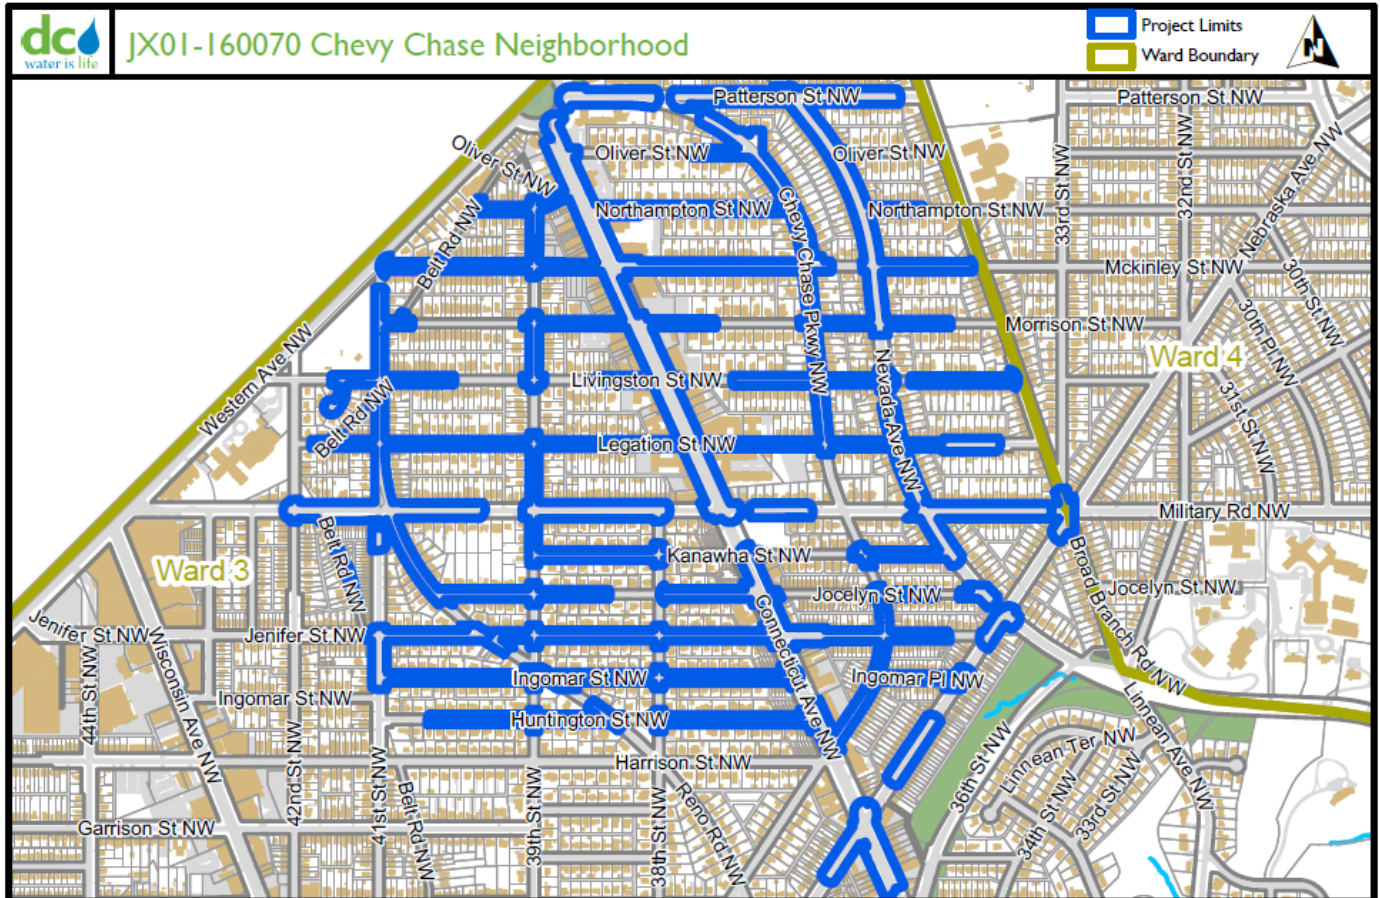 dc
water is life
JX01-160070 Chevy Chase Neighborhood
Project Limits
Ward Boundary
N
Patterson St NW
Patterson St NW
Oliver St NW
Oliver St NW
Oliver St NW
33rd St NW
32nd St NW
Nebraska Ave NW
Belt Rd NW
Northampton St NW
Chevy Chase Pkwy NW
Northampton St NW
Mckinley St NW
30th St NW
Morrison St NW
30th Pl NW
Western Ave NW
Ward 4
Livingston St NW
Nevada Ave NW
31st St NW
Belt Rd NW
Legation St NW
Military Rd NW
Belt Rd NW
Kanawha St NW
Ward 3
Broad Branch Rd NW
Jocelyn St NW
Jocelyn St NW
Connecticut Ave NW
Jenifer St NW
Wisconsin Ave NW
Jenifer St NW
44th St NW
Ingomar St NW
Ingomar St NW
Ingomar Pl NW
Huntington St NW
Linnean Ave NW
42nd St NW
41st St NW
Harrison St NW
36th St NW
Linnean Ter NW
Garrison St NW
Belt Rd NW
39th St NW
38th St NW
Reno Rd NW
34th St NW
33rd St NW